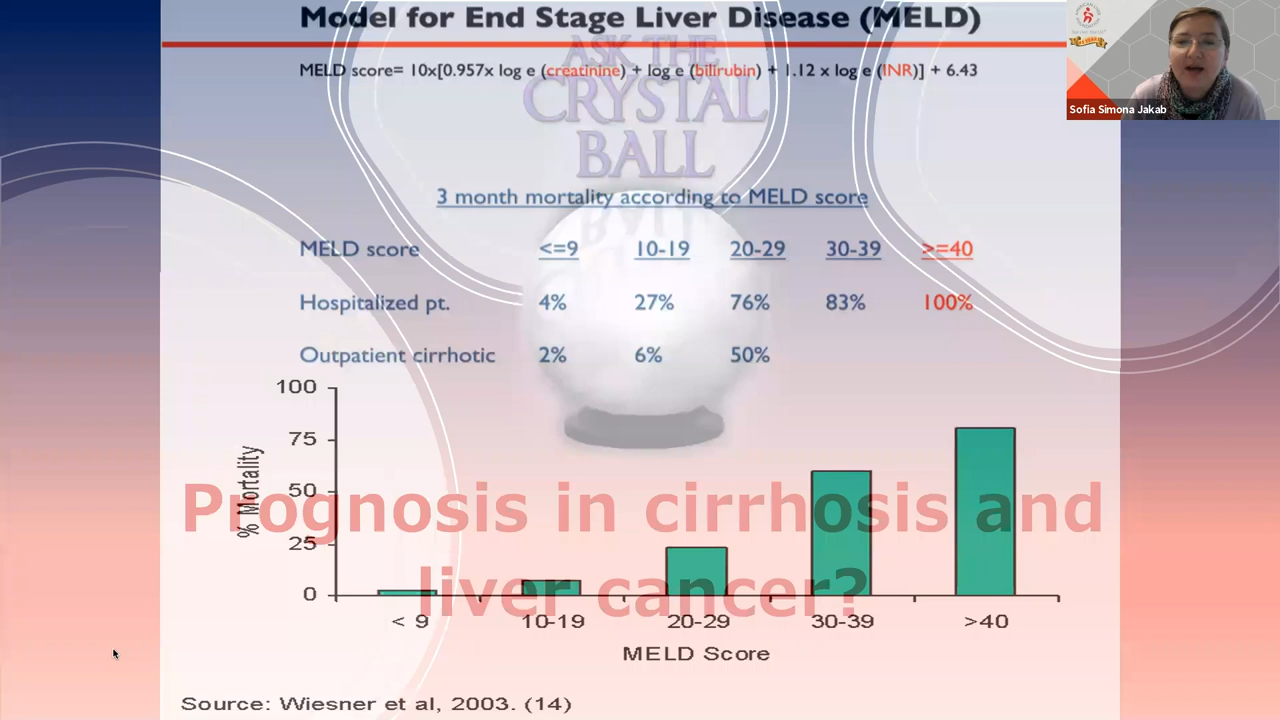 Model for End Stage Liver Disease (MELD)
MELD score= 10x[0.957x log e (creatinine) + log e (bilirubin) + 1.12 x log e (INR)] + 6.43
ASK THE
CRYSTAL
BALL
3 month mortality according to MELD score
MELD score <=9 10-19 20-29 30-39 >=40
Hospitalized pt. 4% 27% 76% 83% 100%
Outpatient cirrhotic 2% 6% 50%
100
75
50
25
0
% Mortality
< 9 10-19 20-29 30-39 >40
MELD Score
Prognosis in cirrhosis and
liver cancer?
Source: Wiesner et al, 2003. (14)
Sofia Simona Jakab